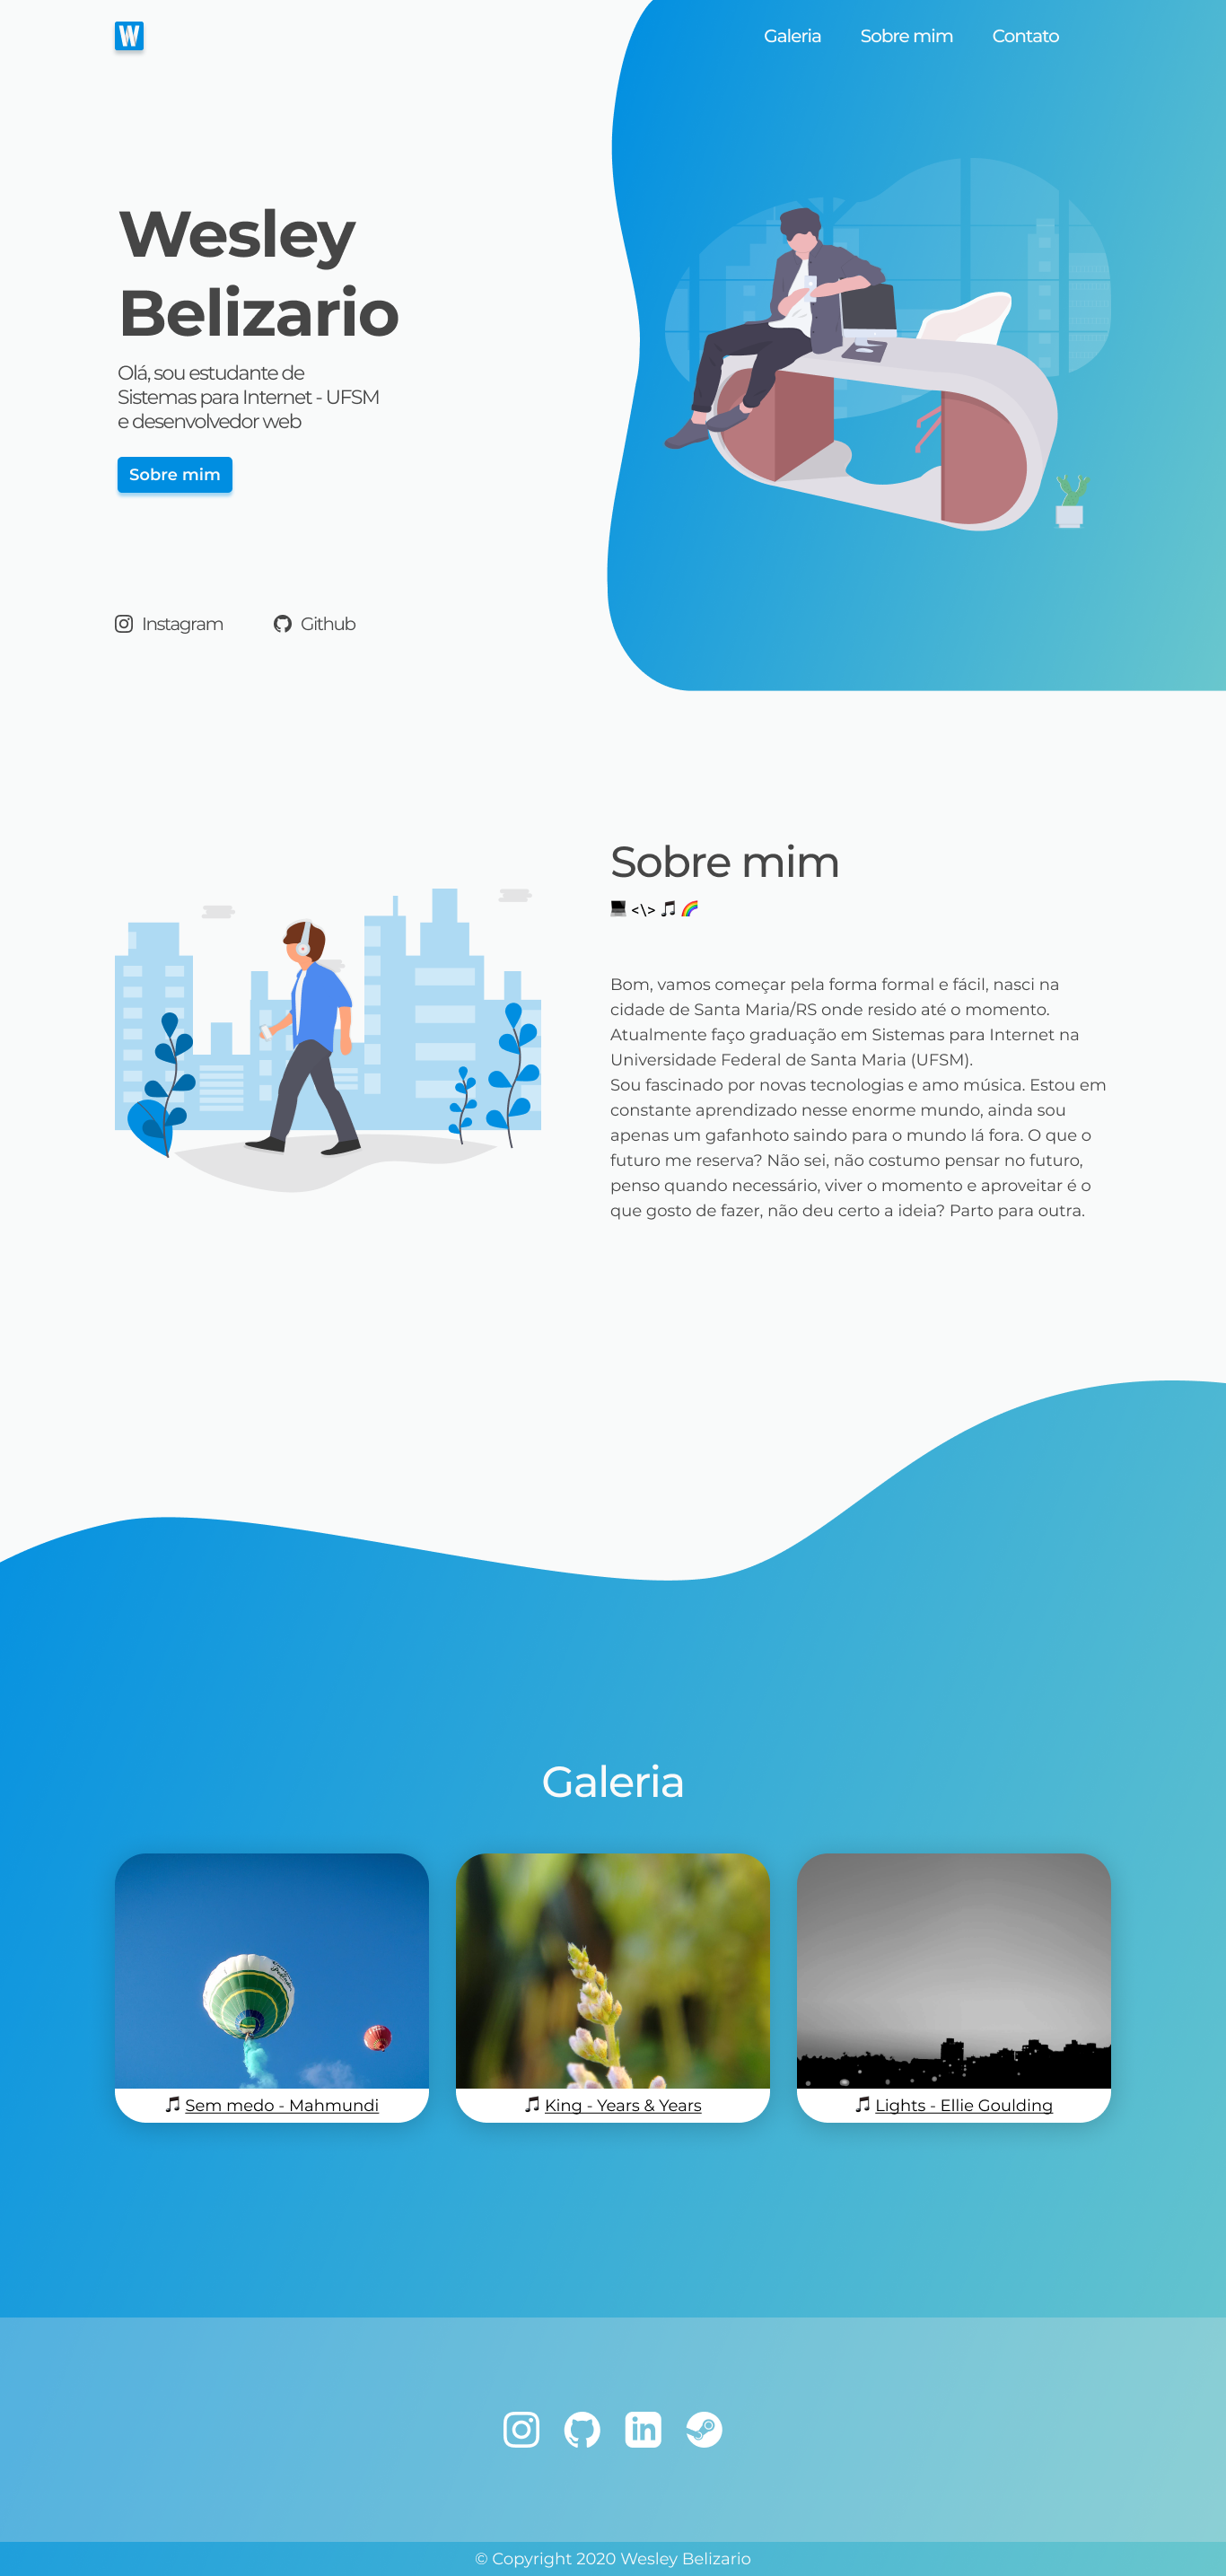 W
Galeria Sobre mim Contato
Wesley
Belizario
Olá, sou estudante de
Sistemas para Internet - UFSM
e desenvolvedor web
Sobre mim
Instagram Github
Sobre mim
<\>
Bom, vamos começar pela forma formal e fácil, nasci na
cidade de Santa Maria/RS onde resido até o momento.
Atualmente faço graduação em Sistemas para Internet na
Universidade Federal de Santa Maria (UFSM).
Sou fascinado por novas tecnologias e amo música. Estou em
constante aprendizado nesse enorme mundo, ainda sou
apenas um gafanhoto saindo para o mundo lá fora. O que o
futuro me reserva? Não sei, não costumo pensar no futuro,
penso quando necessário, viver o momento e aproveitar é o
que gosto de fazer, não deu certo a ideia? Parto para outra.
Galeria
Sem medo - Mahmundi
King - Years & Years
Lights - Ellie Goulding
in
© Copyright 2020 Wesley Belizario